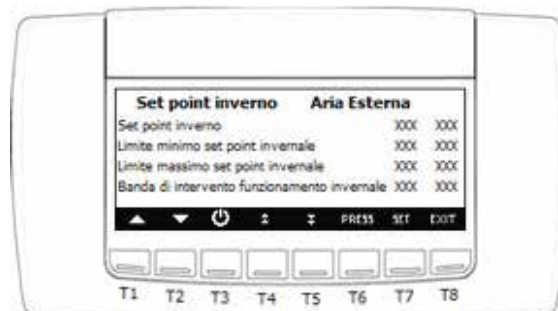 Set point inverno Aria Esterna
Set point inverno XXX XXX
Limite minimo set point invernale XXX XXX
Limite massimo set point invernale XXX XXX
Banda di intervento funzionamento invernale XXX XXX
PRESS SET EXIT
T1 T2 T3 T4 T5 T6 T7 T8